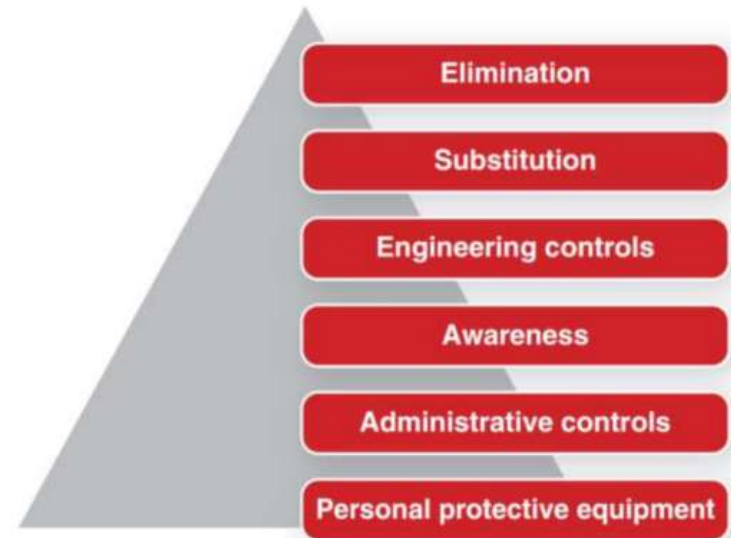 Elimination
Substitution
Engineering controls
Awareness
Administrative controls
Personal protective equipment